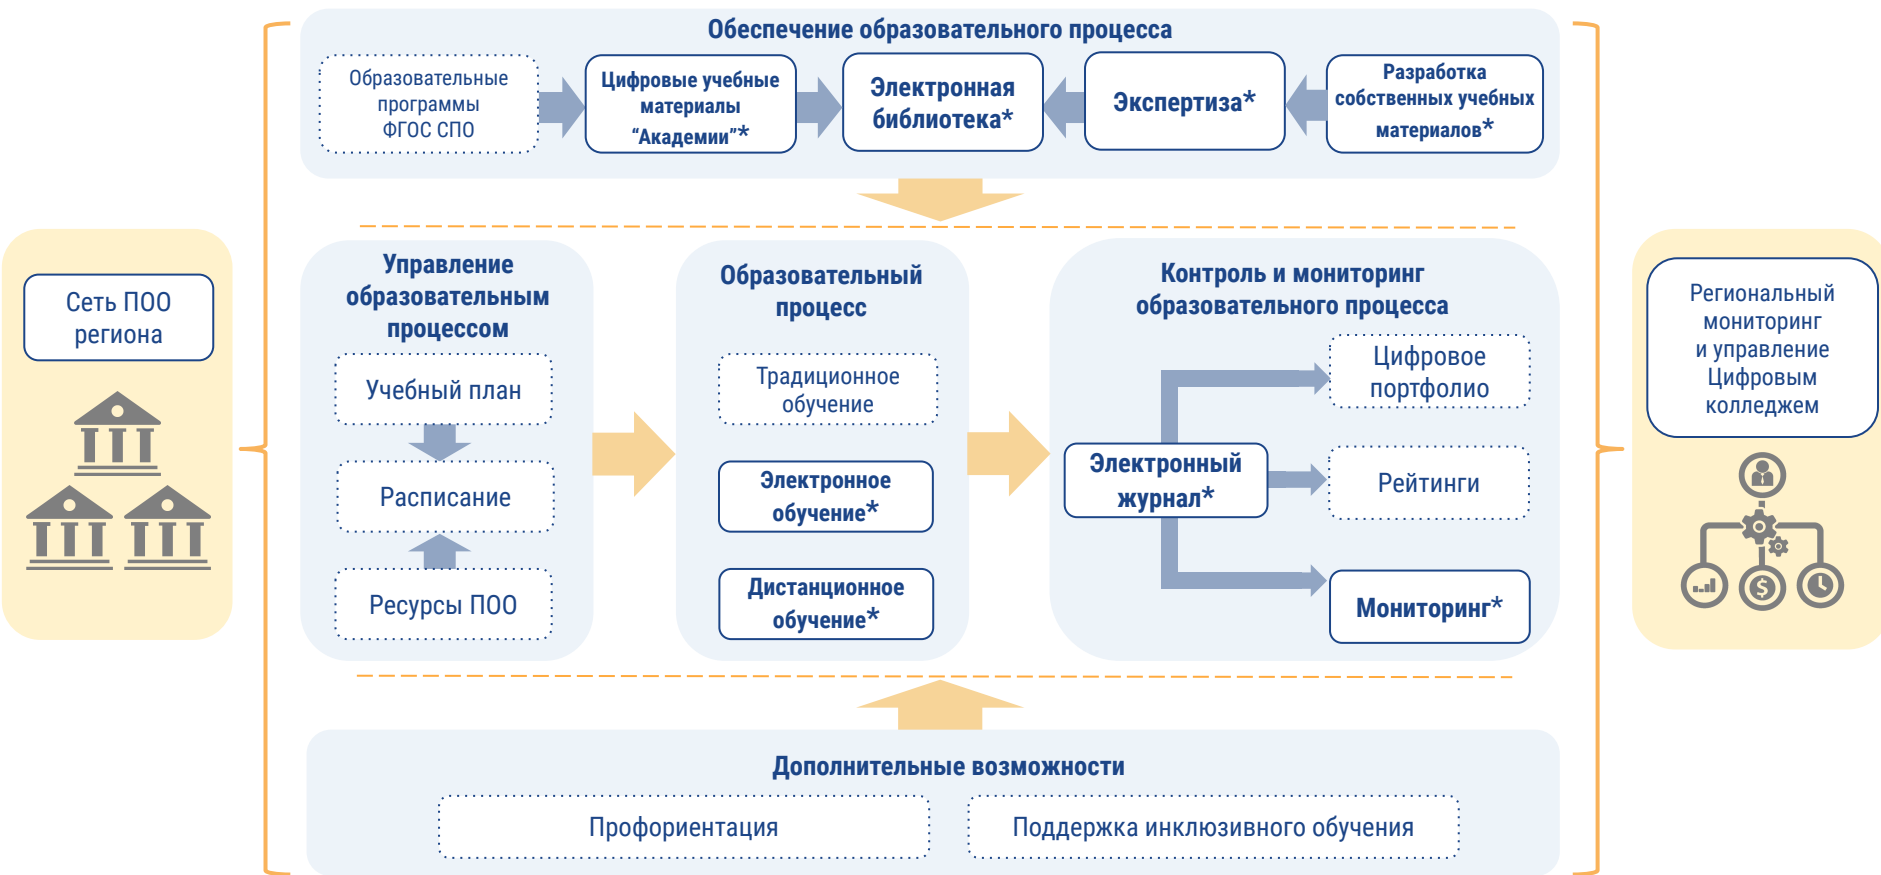 Обеспечение образовательного процесса
Образовательные
программы
ФГОС СПО
Цифровые учебные
материалы
“Академии”*
Электронная
библиотека*
Экспертиза*
Разработка
собственных учебных
материалов*
Сеть ПОО
региона
Управление
образовательным
процессом
Учебный план
Расписание
Ресурсы ПОО
Образовательный
процесс
Традиционное
обучение
Электронное
обучение*
Дистанционное
обучение*
Контроль и мониторинг
образовательного процесса
Цифровое
портфолио
Электронный
журнал*
Рейтинги
Мониторинг*
Региональный
мониторинг
и управление
Цифровым
колледжем
$
Дополнительные возможности
Профориентация
Поддержка инклюзивного обучения